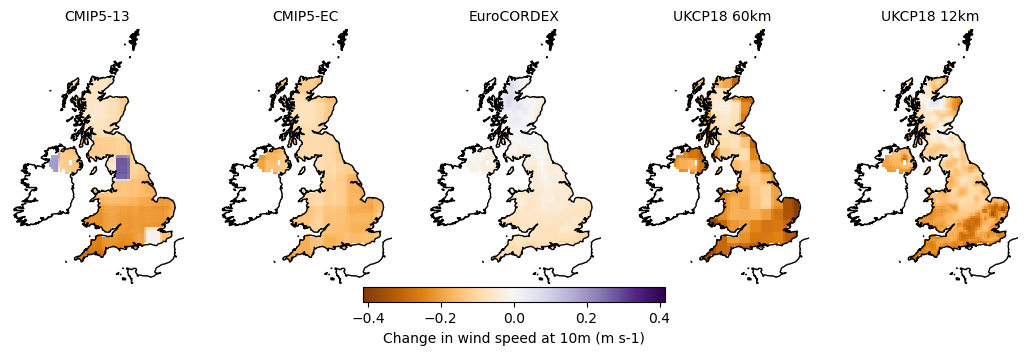 CMIP5-13 CMIP5-EC EuroCORDEX UKCP18 60km UKCP18 12km
−0.4 −0.2 0.0 0.2 0.4
Change in wind speed at 10m (m s-1)